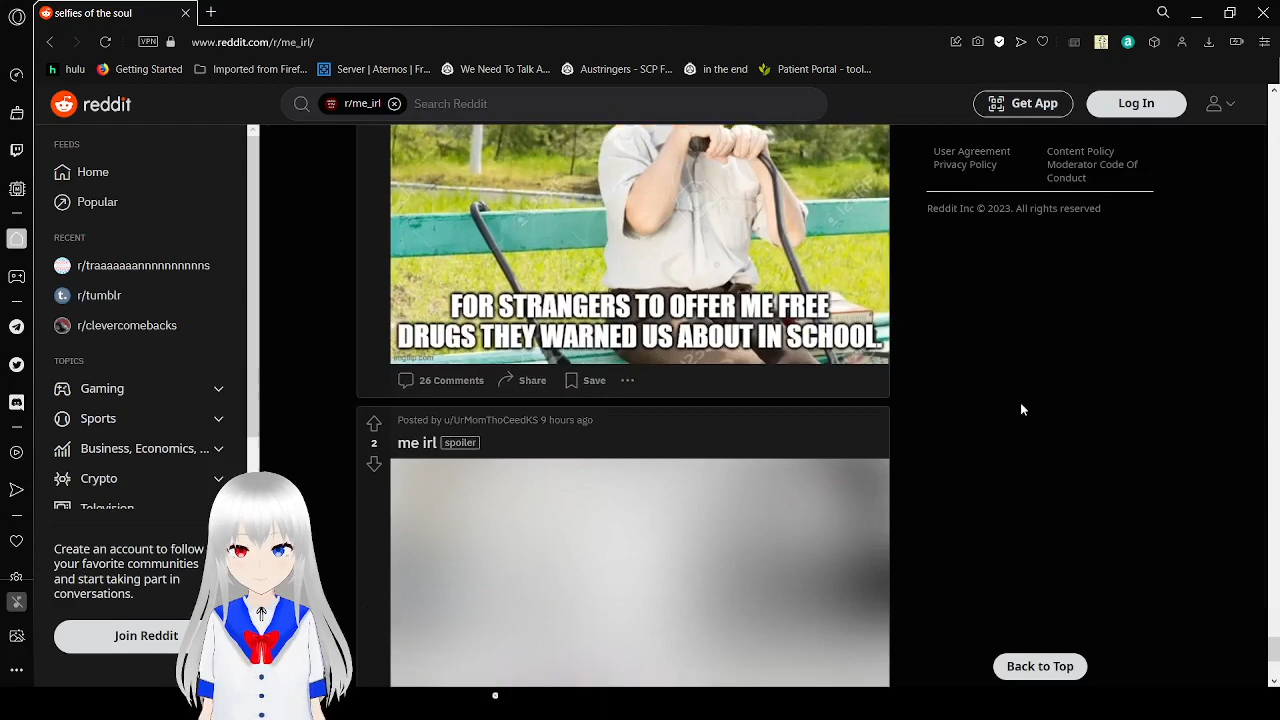 selfies of the soul
VPN
www.reddit.com/r/me_irl/
hulu
Getting Started
Imported from Firef...
Server | Aternos | Fr...
We Need To Talk A...
Austringers - SCP F...
in the end
Patient Portal - tool...
reddit
r/me_irl
Search Reddit
Get App
Log In
FEEDS
Home
Popular
RECENT
r/traaaaaaannnnnnnnnns
r/tumblr
r/clevercomebacks
TOPICS
Gaming
Sports
Business, Economics, ...
Crypto
Television
Create an account to follow
your favorite communities
and start taking part in
conversations.
Join Reddit
FOR STRANGERS TO OFFER ME FREE
DRUGS THEY WARNED US ABOUT IN SCHOOL.
imgflip.com
26 Comments
Share
Save
Posted by u/UrMomThoCeedKS 9 hours ago
2
me irl spoiler
User Agreement
Privacy Policy
Content Policy
Moderator Code Of
Conduct
Reddit Inc © 2023. All rights reserved
Back to Top